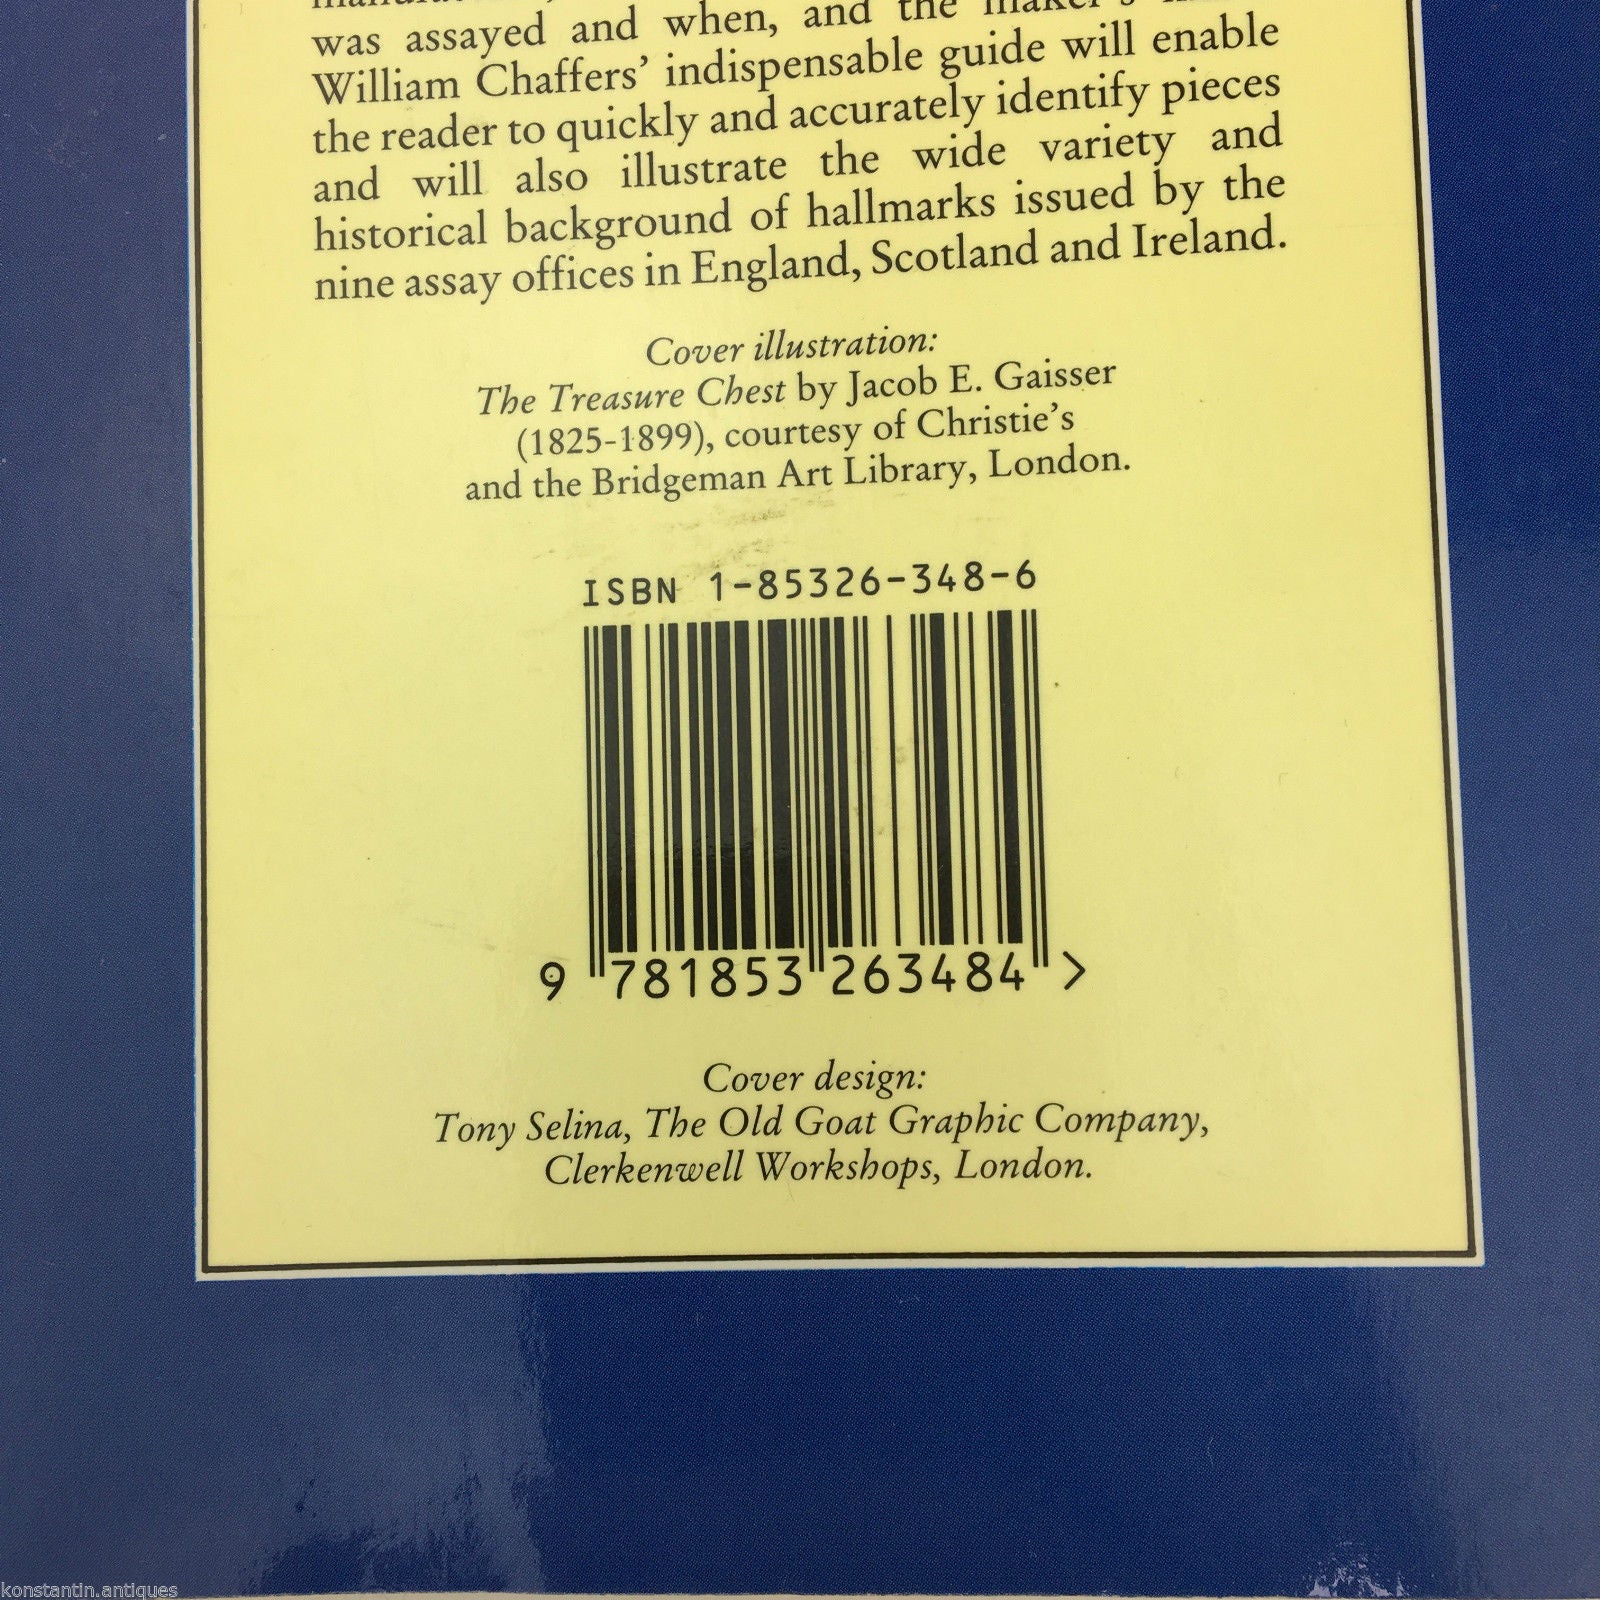 was assayed and when, and the maker's
William Chaffers' indispensable guide will enable
the reader to quickly and accurately identify pieces
and will also illustrate the wide variety and
historical background of hallmarks issued by the
nine assay offices in England, Scotland and Ireland.
Cover illustration:
The Treasure Chest by Jacob E. Gaisser
(1825-1899), courtesy of Christie's
and the Bridgeman Art Library, London.
ISBN 1-85326-348-6
9 781853 263484 >
Cover design:
Tony Selina, The Old Goat Graphic Company,
Clerkenwell Workshops, London.
konstantin.antiques